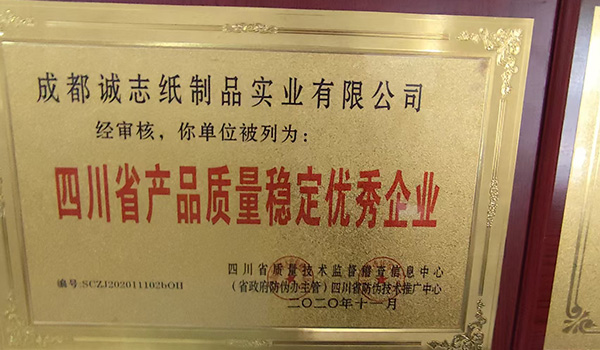 成都诚志纸制品实业有限公司
经审核，你单位被列为：
四川省产品质量稳定优秀企业
四川省质量技术监督稽查信息中心
编号：SCZJ202011102bOII
（省政府防伪办主管）四川省防伪技术推广中心
二〇二〇年十一月